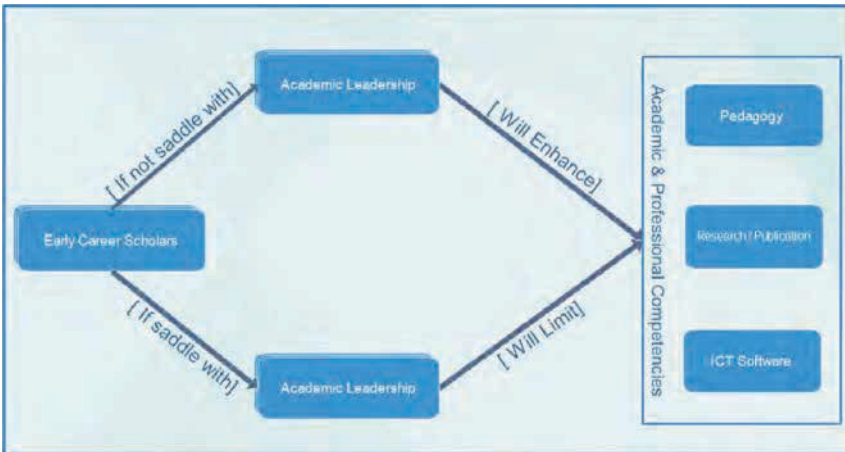 Academic Leadership
[ If not saddle with]
[ Will Enhance]
Early Career Scholars
[ If saddle with]
[ Will Limit]
Academic Leadership
Academic & Professional Competencies
Pedagogy
Research / Publication
ICT Software